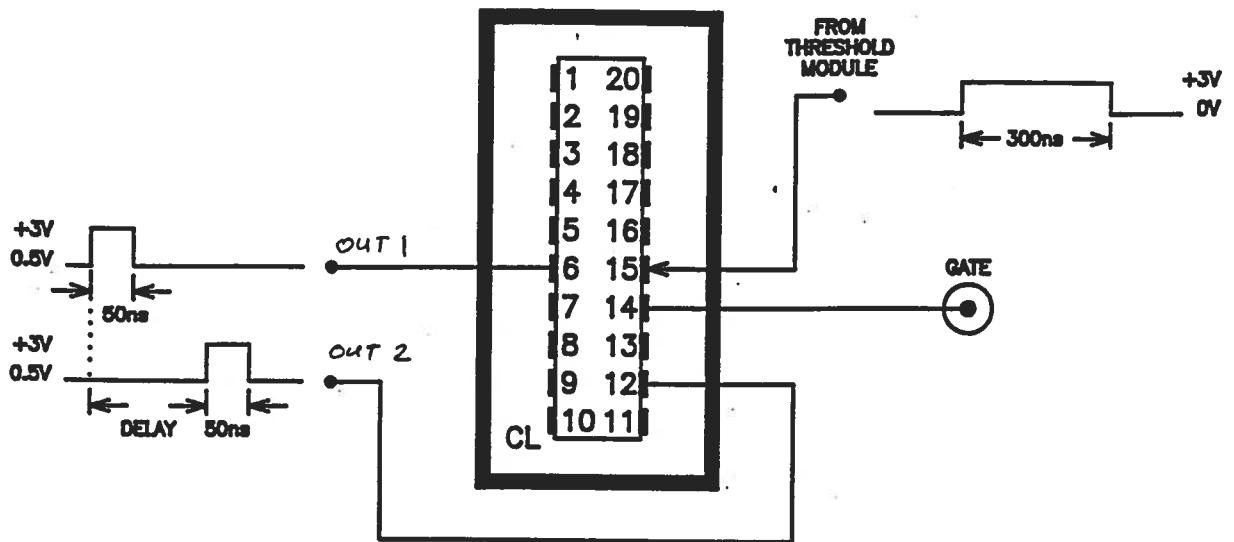 FROM
THRESHOLD
MODULE
+3V
0V
300ns
1 20
2 19
3 18
4 17
5 16
6 15
7 14
8 13
9 12
10 11
CL
+3V
0.5V
50ns
OUT 1
GATE
+3V
0.5V
DELAY 50ns
OUT 2